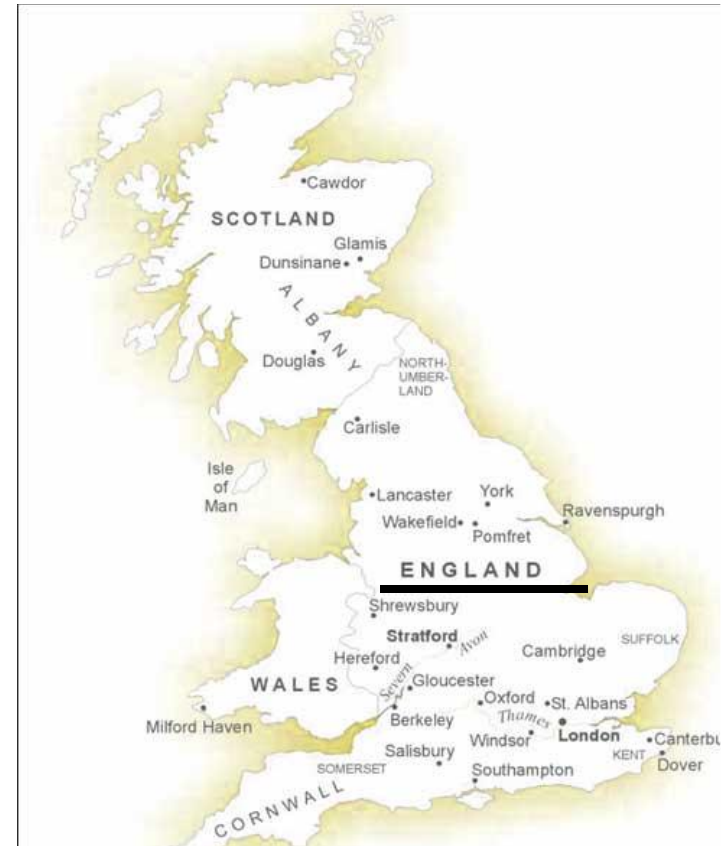 Cawdor
SCOTLAND
Glamis
Dunsinane
ALBANY
Douglas
NORTH-
UMBER-
LAND
Carlisle
Isle
of
Man
Lancaster
York
Ravenspurgh
Wakefield
Pomfret
ENGLAND
Shrewsbury
Stratford
Avon
SUFFOLK
Cambridge
Hereford
WALES
Severn
Gloucester
Oxford
St. Albans
Milford Haven
Berkeley
Thames
London
Windsor
Canterbu
Salisbury
KENT
Dover
SOMERSET
Southampton
CORNWALL